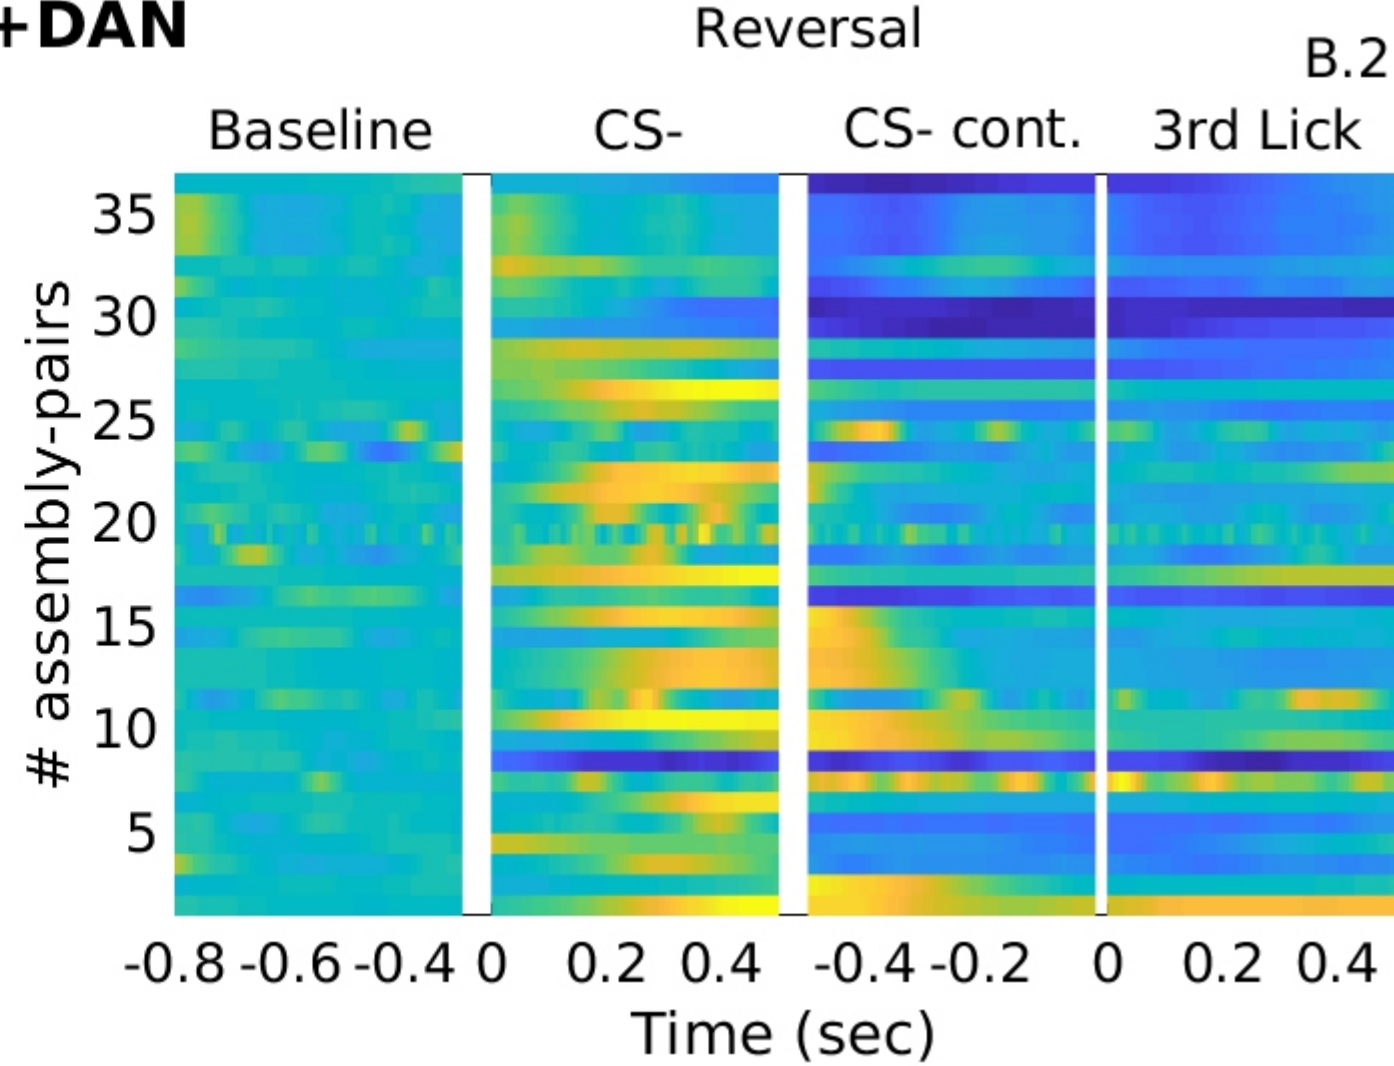 +DAN
Reversal
B.2
Baseline
CS-
CS- cont.
3rd Lick
# assembly-pairs
35
30
25
20
15
10
5
-0.8 -0.6 -0.4 0 0.2 0.4 -0.4 -0.2 0 0.2 0.4
Time (sec)